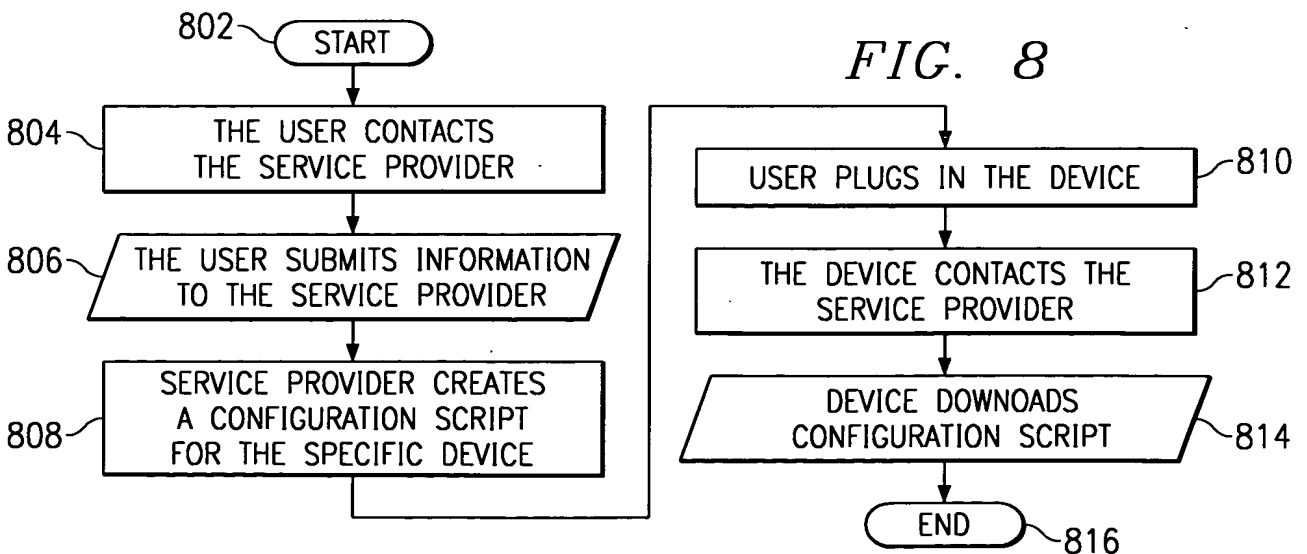 802
START
FIG. 8
804
THE USER CONTACTS
THE SERVICE PROVIDER
806
THE USER SUBMITS INFORMATION
TO THE SERVICE PROVIDER
808
SERVICE PROVIDER CREATES
A CONFIGURATION SCRIPT
FOR THE SPECIFIC DEVICE
USER PLUGS IN THE DEVICE
810
THE DEVICE CONTACTS THE
SERVICE PROVIDER
812
DEVICE DOWNOADS
CONFIGURATION SCRIPT
814
END
816